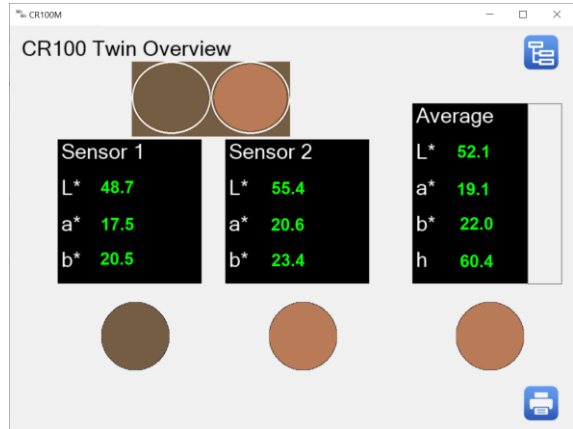 CR100M
CR100 Twin Overview
Sensor 1
L* 48.7
a* 17.5
b* 20.5
Sensor 2
L* 55.4
a* 20.6
b* 23.4
Average
L* 52.1
a* 19.1
b* 22.0
h 60.4